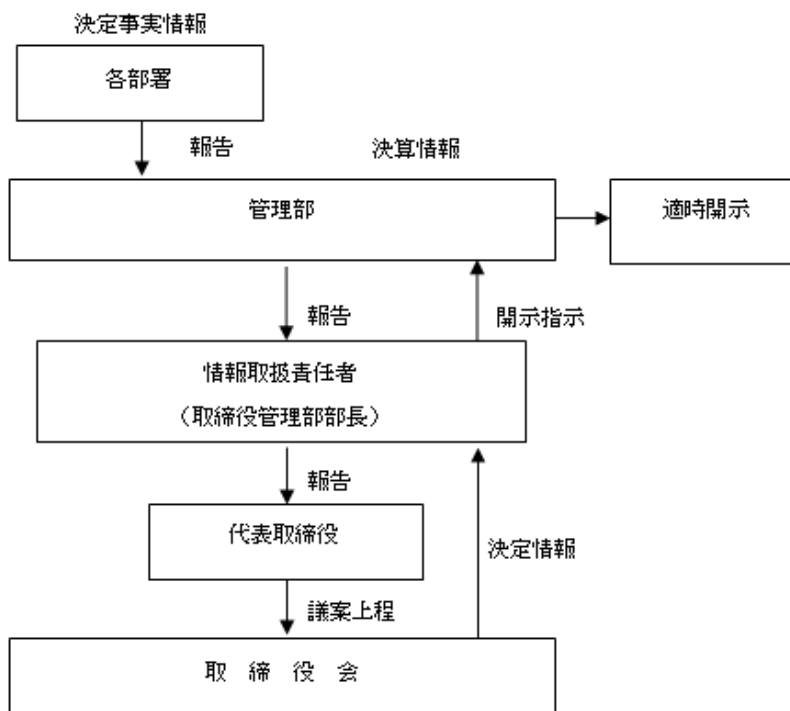 決定事実情報
各部署
報告
決算情報
管理部
適時開示
報告
開示指示
情報取扱責任者
（取締役管理部部長）
報告
代表取締役
決定情報
議案上程
取　締　役　会